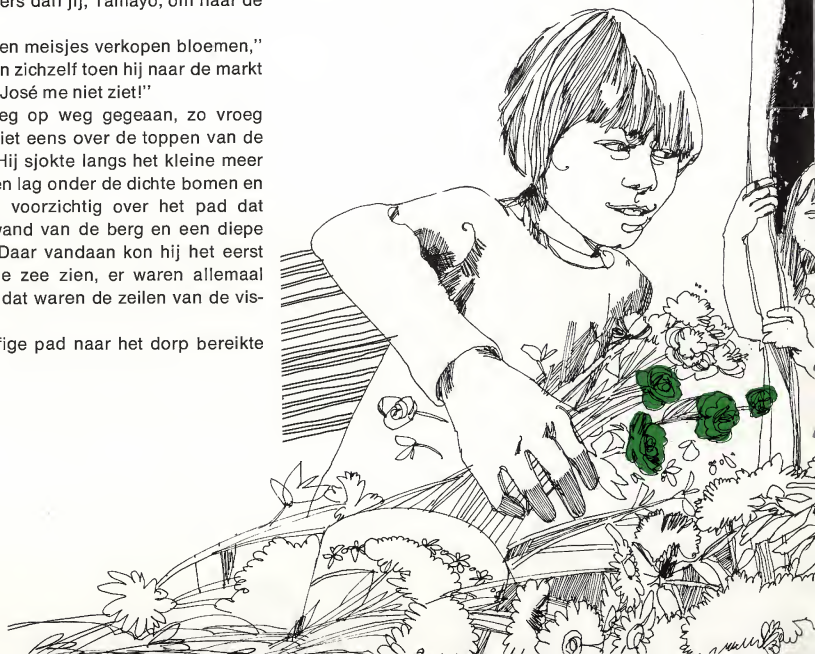 ers dan jij, Tamayo, om naar de
en meisjes verkopen bloemen,"
n zichzelf toen hij naar de markt
José me niet ziet!"
eg op weg gegeaan, zo vroeg
iet eens over de toppen van de
Hij sjokte langs het kleine meer
en lag onder de dichte bomen en
voorzichtig over het pad dat
wand van de berg en een diepe
Daar vandaan kon hij het eerst
e zee zien, er waren allemaal
dat waren de zeilen van de vis-
fige pad naar het dorp bereikte